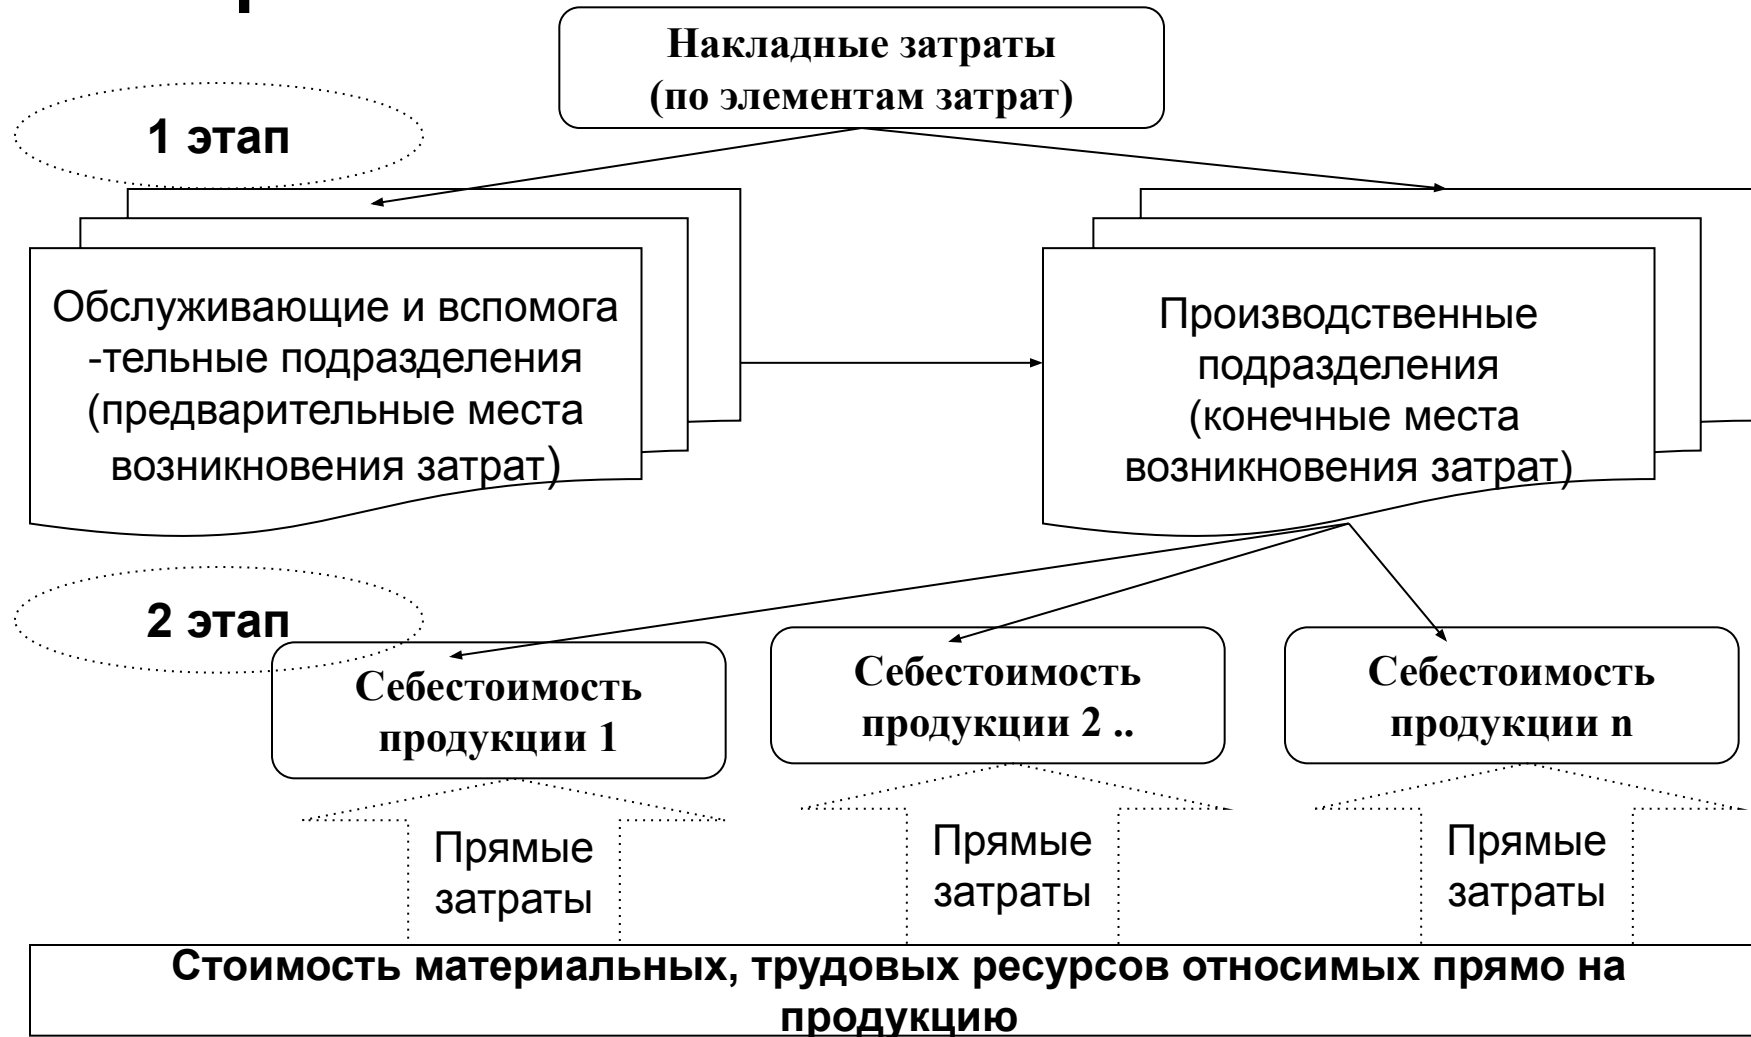 Накладные затраты
(по элементам затрат)
1 этап
Обслуживающие и вспомога
-тельные подразделения
(предварительные места
возникновения затрат)
Производственные
подразделения
(конечные места
возникновения затрат)
2 этап
Себестоимость
продукции 1
Себестоимость
продукции 2 ..
Себестоимость
продукции n
Прямые
затраты
Прямые
затраты
Прямые
затраты
Стоимость материальных, трудовых ресурсов относимых прямо на
продукцию